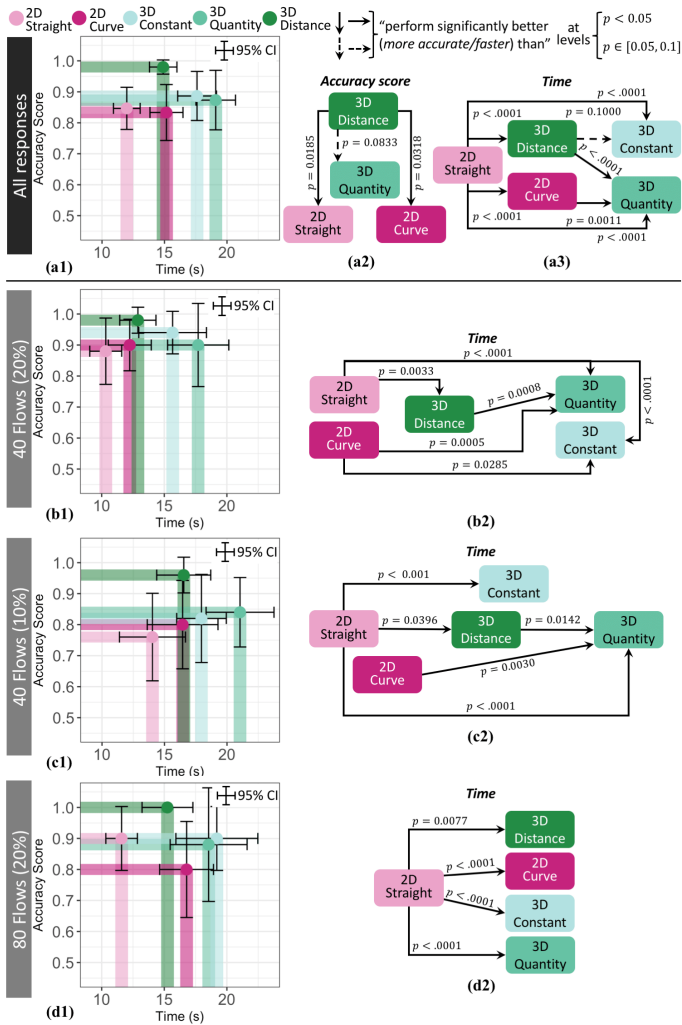 2D Straight
2D Curve
3D Constant
3D Quantity
3D Distance
"perform significantly better
(more accurate/faster) than"
at
levels
p < 0.05
p ∈ [0.05, 0.1]
All responses
95% CI
Accuracy Score
1.0
0.9
0.8
0.7
0.6
0.5
10
15
20
Time (s)
(a1)
Accuracy score
3D
Distance
p = 0.0185
p = 0.0833
p = 0.0318
3D
Quantity
2D
Straight
2D
Curve
(a2)
Time
p <.0001
p <.0001
p = 0.1000
3D
Distance
3D
Constant
2D
Straight
p <.0001
2D
Curve
3D
Quantity
p <.0001
p = 0.0011
p <.0001
(a3)
40 Flows (20%)
95% CI
Accuracy Score
1.0
0.9
0.8
0.7
0.6
0.5
10
15
20
Time (s)
(b1)
Time
p <.0001
p = 0.0033
2D
Straight
p = 0.0008
3D
Quantity
3D
Distance
p <.0001
2D
Curve
p = 0.0005
3D
Constant
p = 0.0285
(b2)
40 Flows (10%)
95% CI
Accuracy Score
1.0
0.9
0.8
0.7
0.6
0.5
10
15
20
Time (s)
(c1)
Time
p < 0.001
3D
Constant
2D
Straight
p = 0.0396
3D
Distance
p = 0.0142
3D
Quantity
2D
Curve
p = 0.0030
p <.0001
(c2)
80 Flows (20%)
95% CI
Accuracy Score
1.0
0.9
0.8
0.7
0.6
0.5
10
15
20
Time (s)
(d1)
Time
p = 0.0077
3D
Distance
p <.0001
2D
Curve
2D
Straight
p <.0001
3D
Constant
p <.0001
3D
Quantity
(d2)